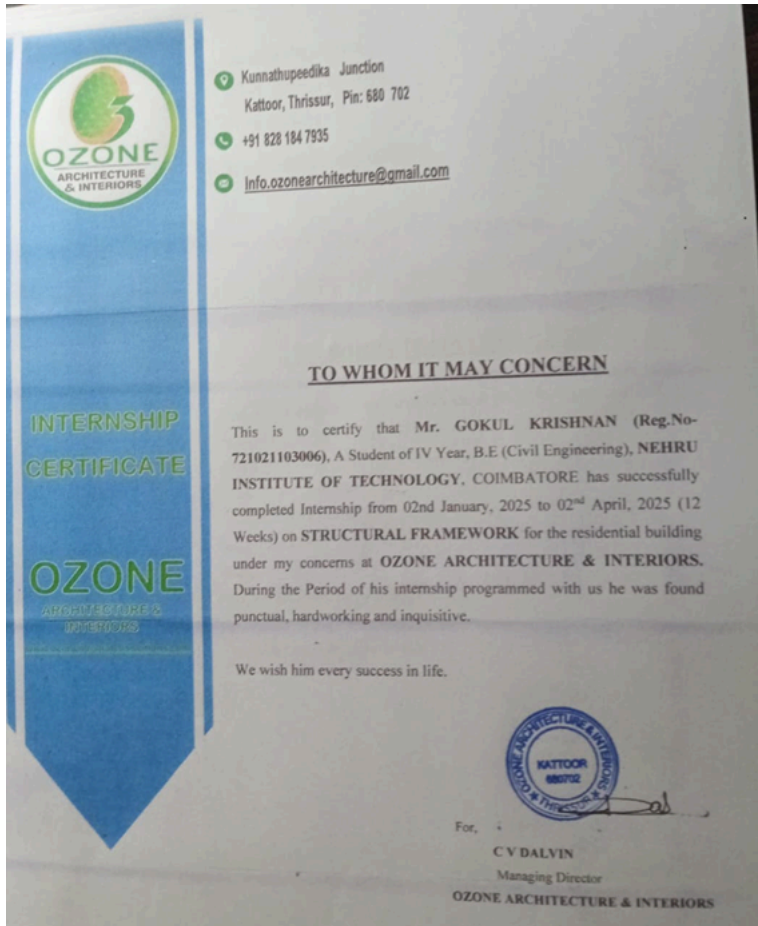 3
OZONE
ARCHITECTURE
& INTERIORS
Kunnathupeedika Junction
Kattoor, Thrissur, Pin: 680 702
+91 828 184 7935
Info.ozonearchitecture@gmail.com
TO WHOM IT MAY CONCERN
INTERNSHIP
CERTIFICATE
OZONE
ARCHITECTURE &
INTERIORS
This is to certify that Mr. GOKUL KRISHNAN (Reg.No-
721021103006), A Student of IV Year, B.E (Civil Engineering), NEHRU
INSTITUTE OF TECHNOLOGY, COIMBATORE has successfully
completed Internship from 02nd January, 2025 to 02nd April, 2025 (12
Weeks) on STRUCTURAL FRAMEWORK for the residential building
under my concerns at OZONE ARCHITECTURE & INTERIORS.
During the Period of his internship programmed with us he was found
punctual, hardworking and inquisitive.
We wish him every success in life.
OZONE ARCHITECTURE & INTERIORS
KATTOOR
680702
★ THRISSUR ★
For,
C V DALVIN
Managing Director
OZONE ARCHITECTURE & INTERIORS